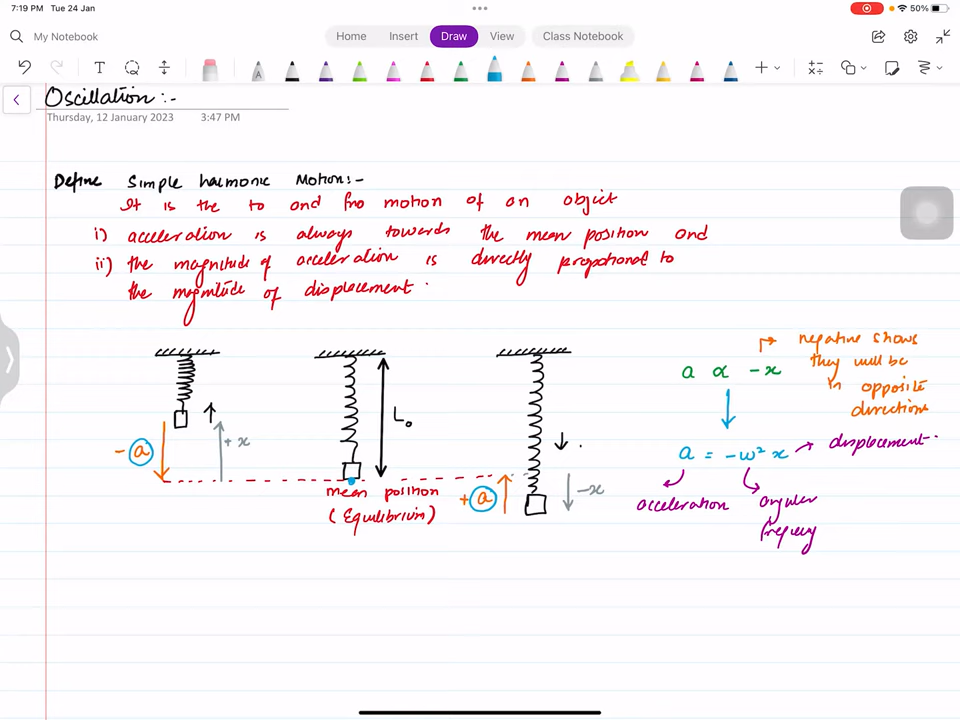 7:19 PM Tue 24 Jan
50%
My Notebook
Home Insert Draw View Class Notebook
Oscillation:-
Thursday, 12 January 2023 3:47 PM
Define Simple harmonic Motion:-
It is the to and fro motion of an object
i) acceleration is always towards the mean position and
ii) the magnitude of acceleration is directly propotional to
the magnitude of displacement.
negative shows
they will be
in opposite
directions
a ∝ -x
L₀
+x
-a
a = -ω² x
displacement.
mean position
(Equilibrium)
+a
-x
acceleration
angular
frequency